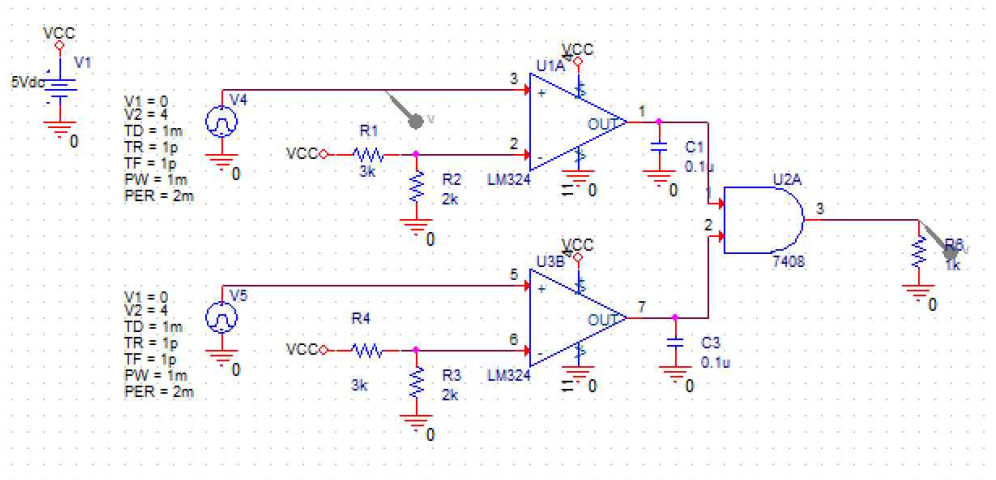 VCC
V1
5Vdc
0
V1 = 0
V2 = 4
TD = 1m
TR = 1p
TF = 1p
PW = 1m
PER = 2m
V4
0
V
R1
VCC
3k
R2
2k
0
VCC
4
U1A
3
+
2
-
OUT
1
LM324
11
0
C1
0.1u
0
U2A
1
2
3
7408
R6
1k
V
0
V1 = 0
V2 = 4
TD = 1m
TR = 1p
TF = 1p
PW = 1m
PER = 2m
V5
0
R4
VCC
3k
R3
2k
0
VCC
4
U3B
5
+
6
-
OUT
7
LM324
11
0
C3
0.1u
0